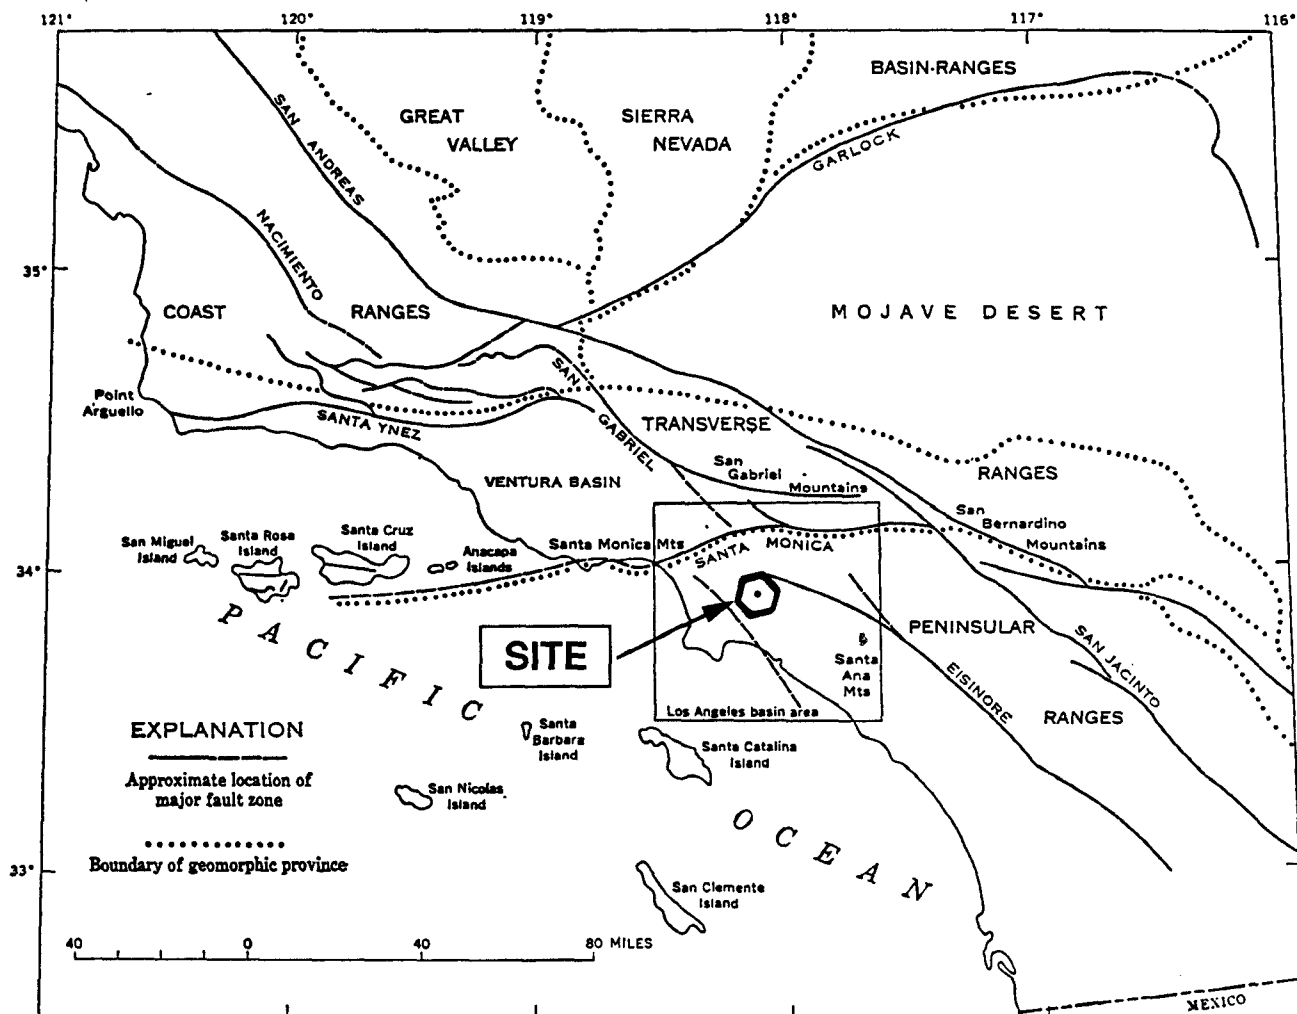 121°
120°
119°
118°
117°
116°
BASIN-RANGES
GREAT
VALLEY
SIERRA
NEVADA
SAN ANDREAS
GARLOCK
NACIMIENTO
35°
COAST
RANGES
MOJAVE DESERT
SAN GABRIEL
Point
Arguello
SANTA YNEZ
TRANSVERSE
RANGES
San
Gabriel
Mountains
VENTURA BASIN
San
Bernardino
Mountains
San Miguel
Island
Santa Rosa
Island
Santa Cruz
Island
Anacapa
Islands
Santa Monica Mts
SANTA MONICA
34°
PACIFIC
SITE
PENINSULAR
RANGES
SAN JACINTO
EISINORE
Santa
Ana
Mts
Los Angeles basin area
EXPLANATION
Approximate location of
major fault zone
Boundary of geomorphic province
Santa
Barbara
Island
Santa Catalina
Island
San Nicolas
Island
OCEAN
33°
San Clemente
Island
40 0 40 80 MILES
MEXICO